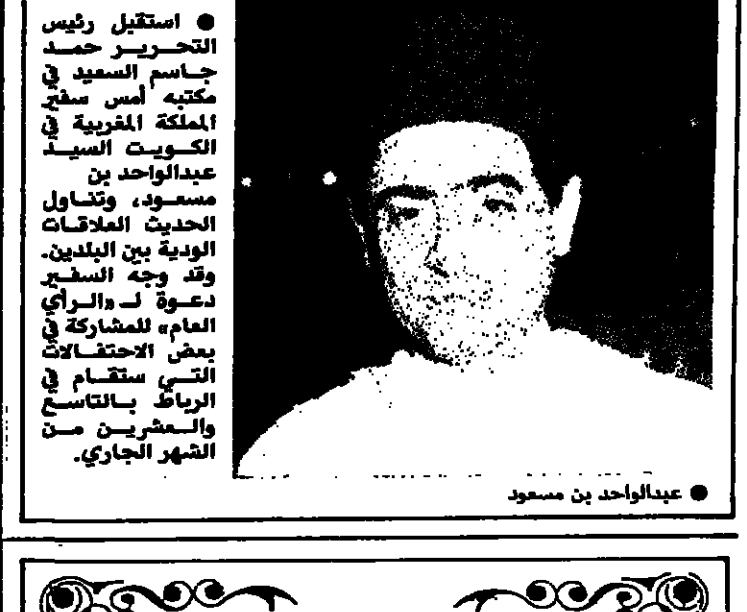 ● استقبل رئيس
التحرير حمد
جاسم السعيد في
مكتبه أمس سفير
المملكة المغربية في
الكويت السيد
عبدالواحد بن
مسعود، وتناول
الحديث العلاقات
الودية بين البلدين.
وقد وجه السفير
دعوة لـ «الرأي
العام» للمشاركة في
بعض الاحتفالات
التي ستقام في
الرباط بالتاسع
والعشرين من
الشهر الجاري.
● عبدالواحد بن مسعود